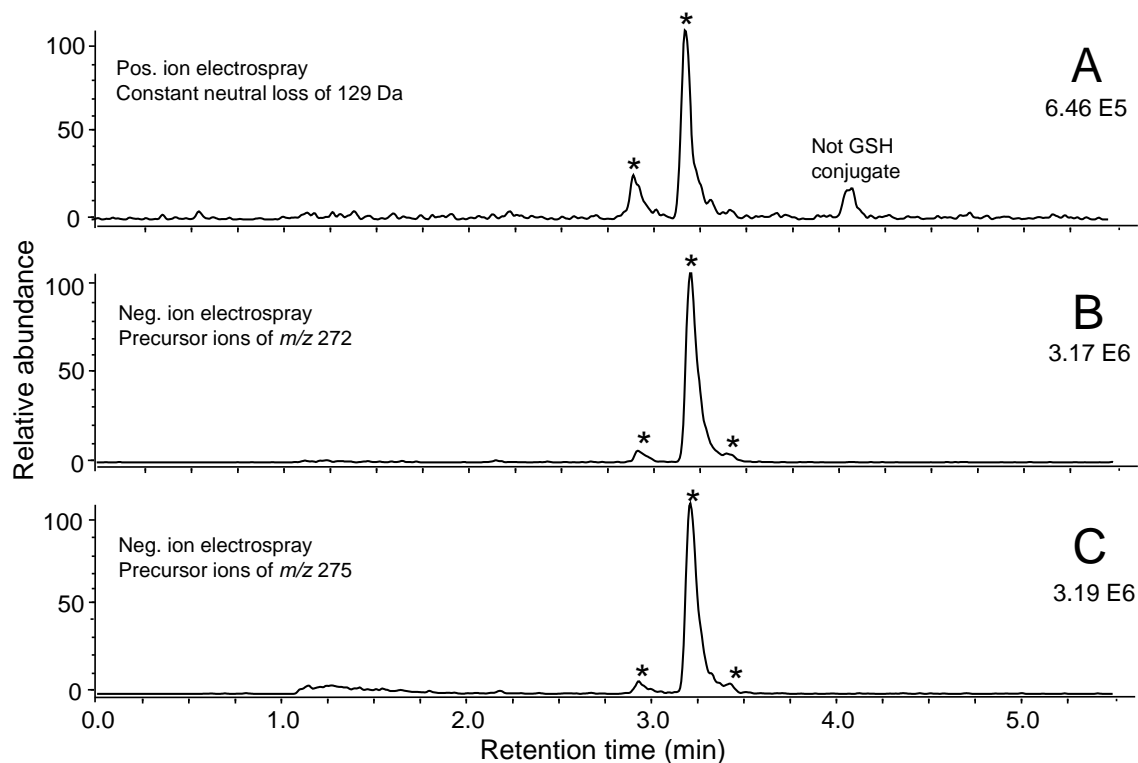 Relative abundance
100
50
0
Pos. ion electrospray
Constant neutral loss of 129 Da
*
*
Not GSH
conjugate
A
6.46 E5
100
50
0
Neg. ion electrospray
Precursor ions of m/z 272
*
*
*
B
3.17 E6
100
50
0
Neg. ion electrospray
Precursor ions of m/z 275
*
*
*
C
3.19 E6
0.0 1.0 2.0 3.0 4.0 5.0
Retention time (min)